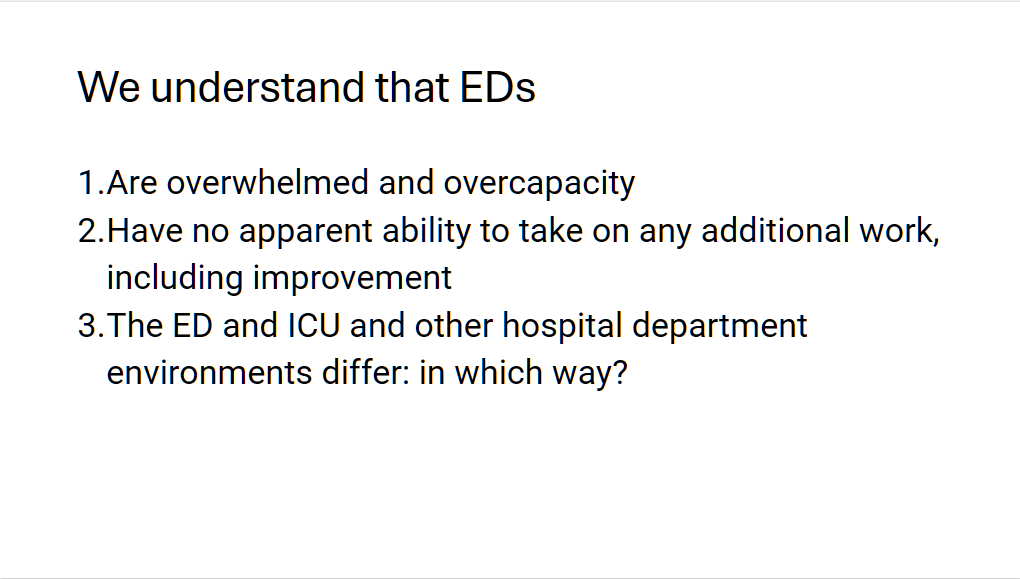 We understand that EDs
1.Are overwhelmed and overcapacity
2.Have no apparent ability to take on any additional work,
including improvement
3.The ED and ICU and other hospital department
environments differ: in which way?